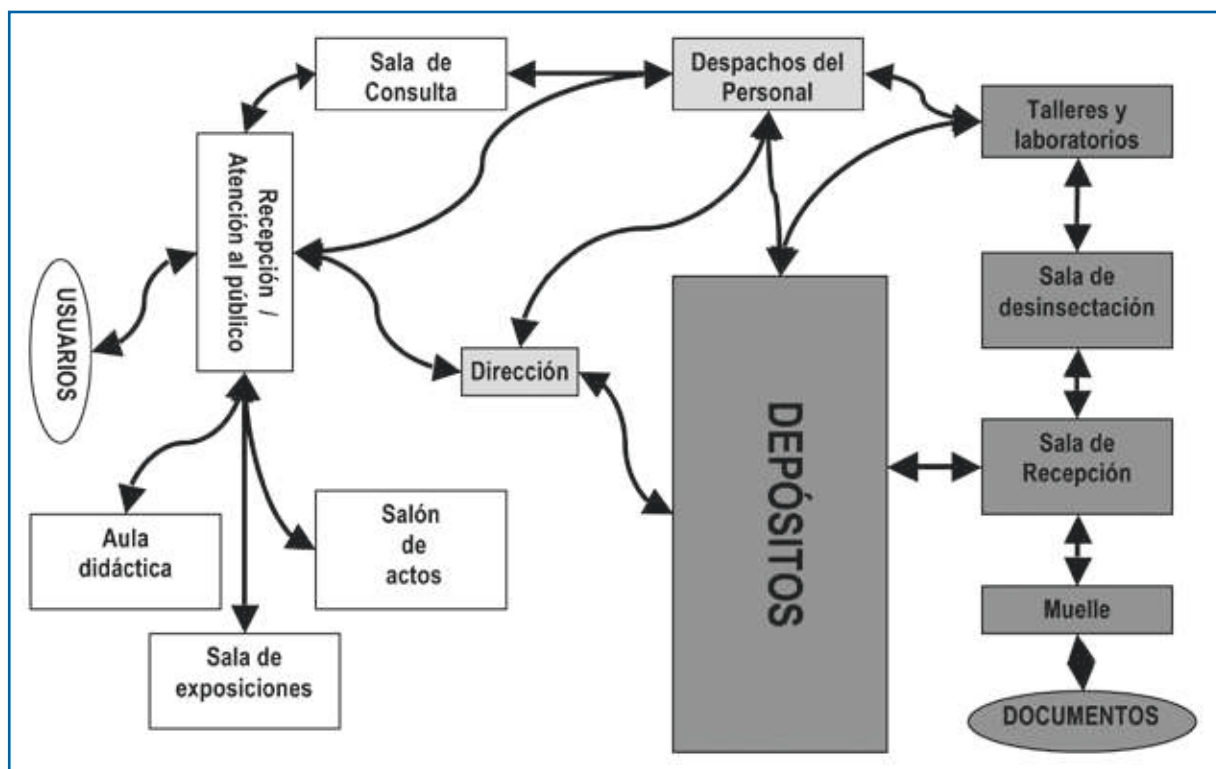 Sala de
Consulta
Despachos del
Personal
Talleres y
laboratorios
Recepción /
Atención al público
USUARIOS
Sala de
desinsectación
Dirección
DEPÓSITOS
Sala de
Recepción
Aula
didáctica
Salón
de
actos
Muelle
Sala de
exposiciones
DOCUMENTOS